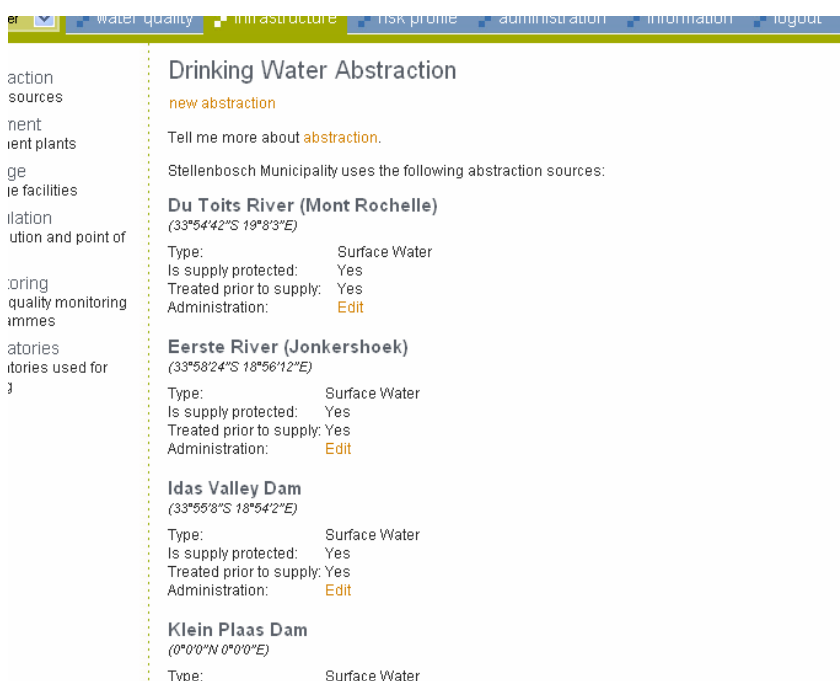 er water quality infrastructure risk profile administration information logout
Drinking Water Abstraction
new abstraction
Tell me more about abstraction.
Stellenbosch Municipality uses the following abstraction sources:
Du Toits River (Mont Rochelle)
(33°54'42"S 19°8'3"E)
Type: Surface Water
Is supply protected: Yes
Treated prior to supply: Yes
Administration: Edit
Eerste River (Jonkershoek)
(33°58'24"S 18°56'12"E)
Type: Surface Water
Is supply protected: Yes
Treated prior to supply: Yes
Administration: Edit
Idas Valley Dam
(33°55'8"S 18°54'2"E)
Type: Surface Water
Is supply protected: Yes
Treated prior to supply: Yes
Administration: Edit
Klein Plaas Dam
(0°0'0"N 0°0'0"E)
Type: Surface Water
action
sources
ment
nent plants
ge
je facilities
ulation
ution and point of
toring
quality monitoring
ammes
atories
tories used for